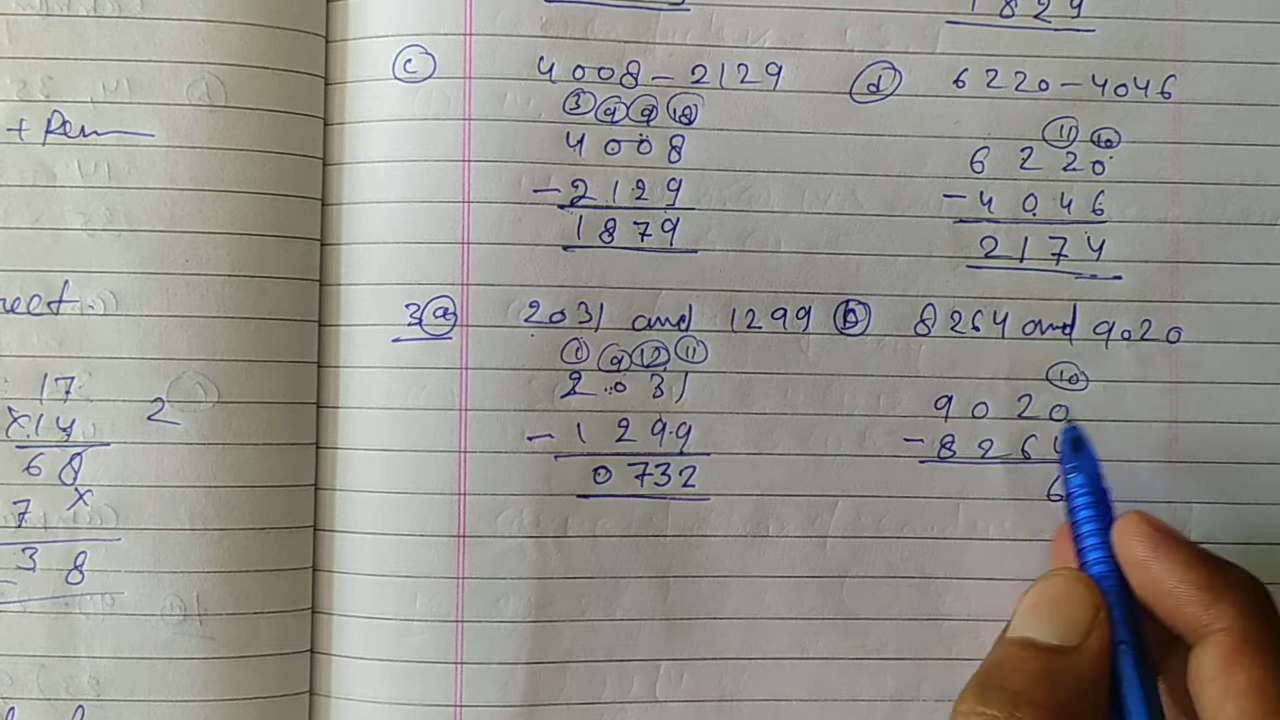 1829
+ Rem
c 4008 - 2129
3 9 9 18
4008
- 2129
1879
d 6220 - 4046
11 10
6220
- 4046
2174
3 a 2031 and 1299
1 9 12 11
2031
- 1299
0732
b 8264 and 9020
10
9020
- 8264
6
17
x 14
68
7 x
38
2